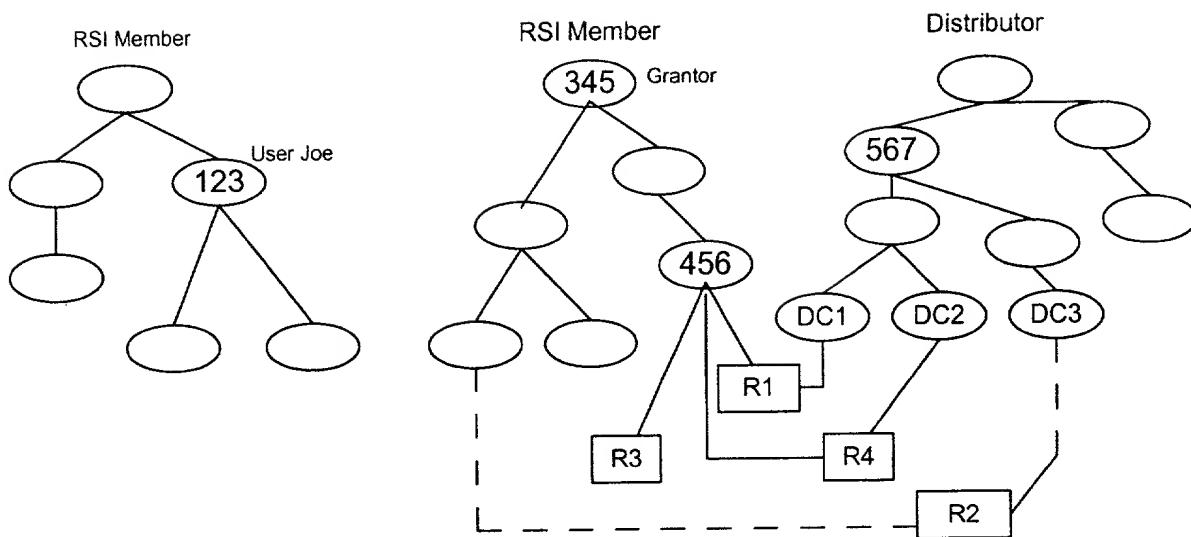 RSI Member
RSI Member
Distributor
345
Grantor
User Joe
123
567
456
DC1
DC2
DC3
R1
R3
R4
R2